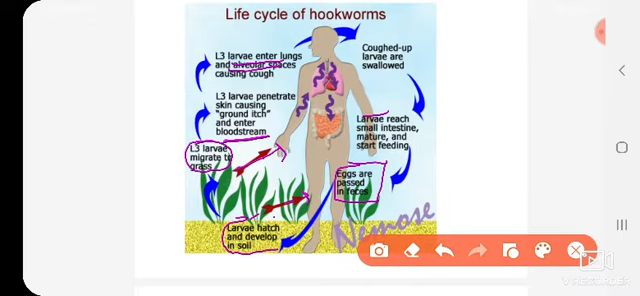 Life cycle of hookworms
L3 larvae enter lungs
and alveolar spaces
causing cough
Coughed-up
larvae are
swallowed
L3 larvae penetrate
skin causing
"ground itch"
and enter
bloodstream
Larvae reach
small intestine,
mature, and
start feeding
L3 larvae
migrate to
grass
Eggs are
passed
in feces
Larvae hatch
and develop
in soil
Nemose